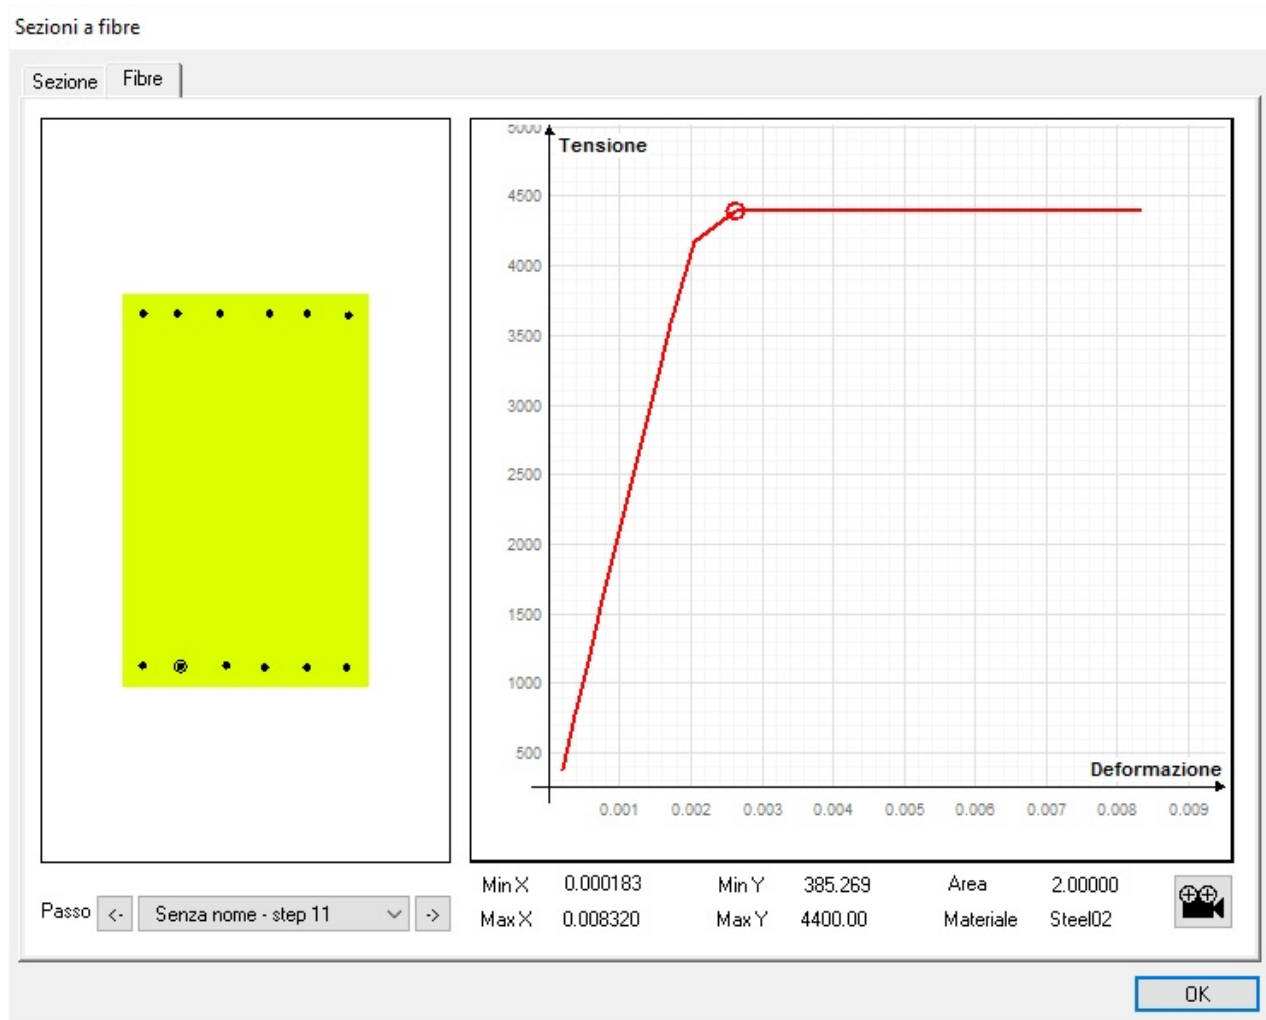 Sezioni a fibre
Sezione Fibre
5000
Tensione
4500
4000
3500
3000
2500
2000
1500
1000
500
Deformazione
0.001 0.002 0.003 0.004 0.005 0.006 0.007 0.008 0.009
Min X 0.000183 Min Y 385.269 Area 2.00000
Passo <- Senza nome - step 11 ->
Max X 0.008320 Max Y 4400.00 Materiale Steel02
OK